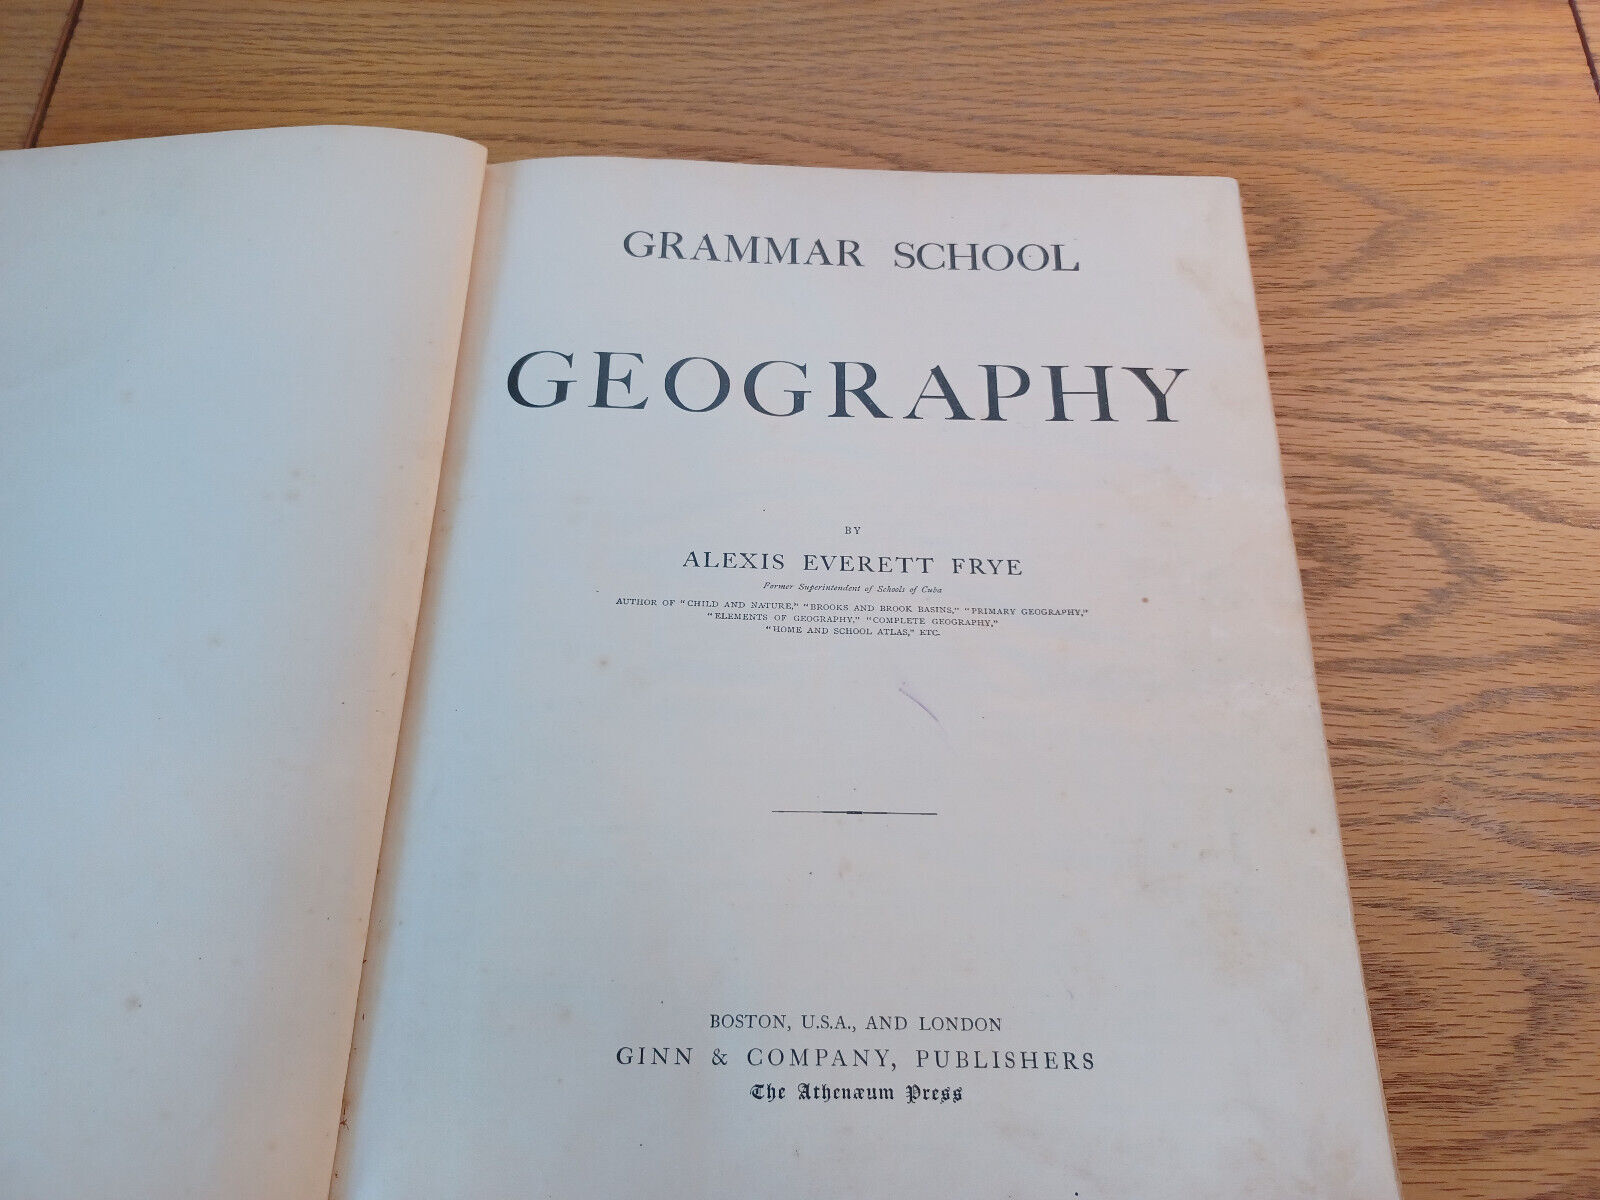 GRAMMAR SCHOOL
GEOGRAPHY
BY
ALEXIS EVERETT FRYE
Former Superintendent of Schools of Cuba
AUTHOR OF "CHILD AND NATURE," "BROOKS AND BROOK BASINS," "PRIMARY GEOGRAPHY,"
"ELEMENTS OF GEOGRAPHY," "COMPLETE GEOGRAPHY,"
"HOME AND SCHOOL ATLAS," ETC.
BOSTON, U.S.A., AND LONDON
GINN & COMPANY, PUBLISHERS
The Athenæum Press